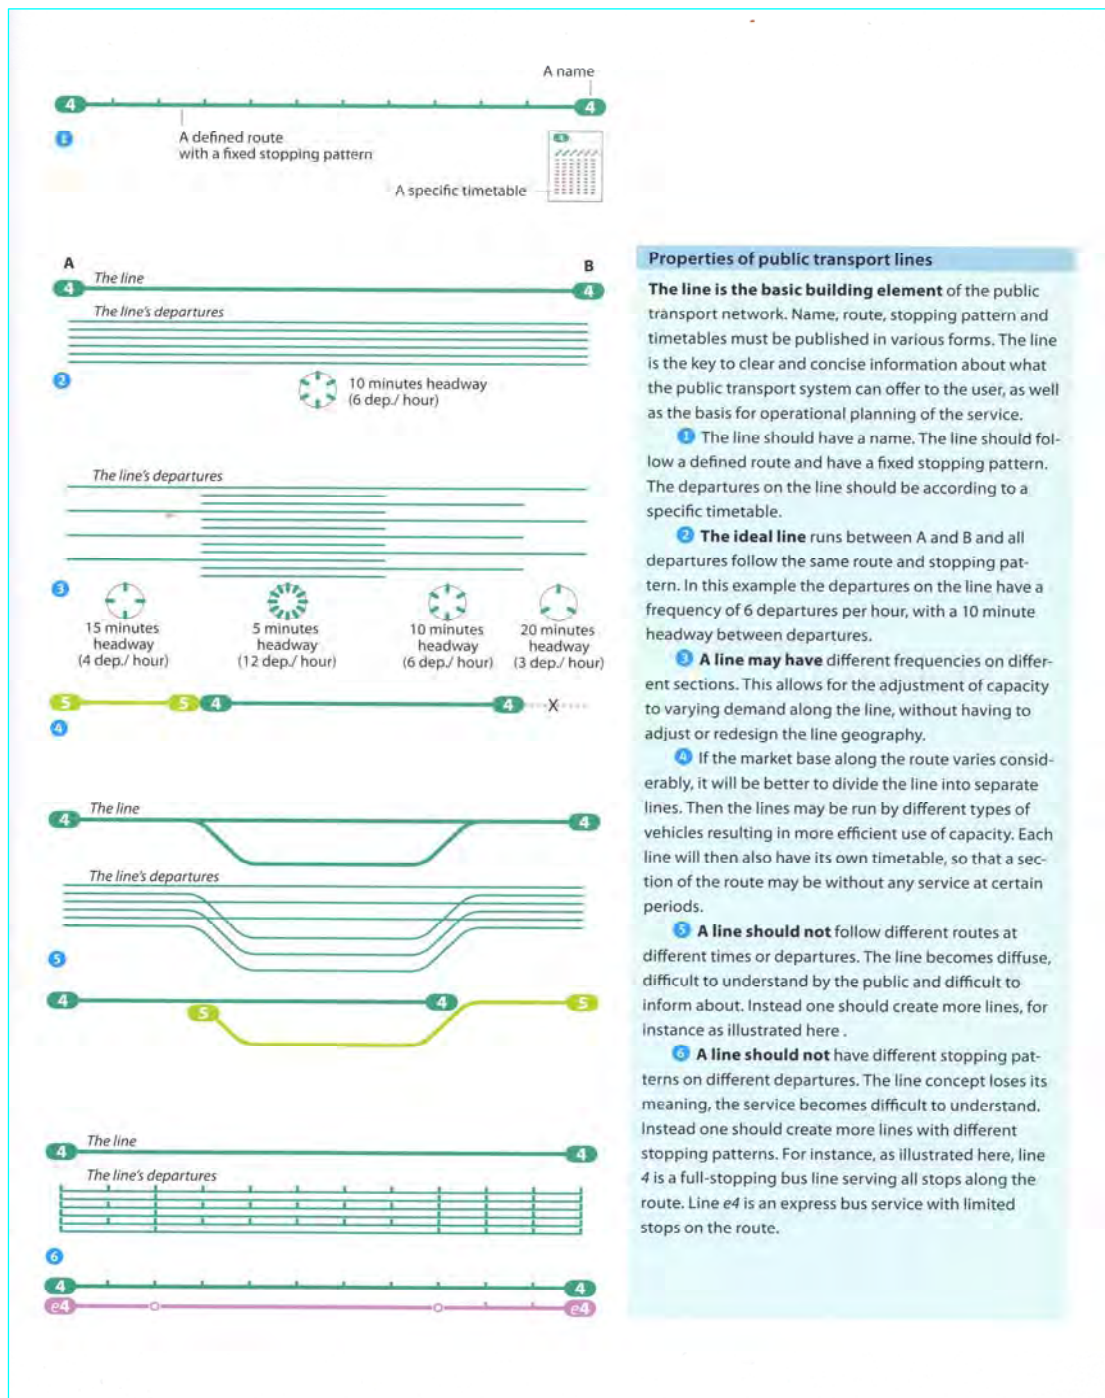 A name
4
4
1
A defined route
with a fixed stopping pattern
4
A specific timetable
A
B
The line
4
4
The line's departures
2
10 minutes headway
(6 dep./ hour)
The line's departures
3
15 minutes
headway
(4 dep./ hour)
5 minutes
headway
(12 dep./ hour)
10 minutes
headway
(6 dep./ hour)
20 minutes
headway
(3 dep./ hour)
5
5
4
4
X
4
The line
4
4
The line's departures
5
4
4
5
5
The line
4
4
The line's departures
6
4
4
e4
e4
Properties of public transport lines
The line is the basic building element of the public
transport network. Name, route, stopping pattern and
timetables must be published in various forms. The line
is the key to clear and concise information about what
the public transport system can offer to the user, as well
as the basis for operational planning of the service.
1 The line should have a name. The line should fol-
low a defined route and have a fixed stopping pattern.
The departures on the line should be according to a
specific timetable.
2 The ideal line runs between A and B and all
departures follow the same route and stopping pat-
tern. In this example the departures on the line have a
frequency of 6 departures per hour, with a 10 minute
headway between departures.
3 A line may have different frequencies on differ-
ent sections. This allows for the adjustment of capacity
to varying demand along the line, without having to
adjust or redesign the line geography.
4 If the market base along the route varies consid-
erably, it will be better to divide the line into separate
lines. Then the lines may be run by different types of
vehicles resulting in more efficient use of capacity. Each
line will then also have its own timetable, so that a sec-
tion of the route may be without any service at certain
periods.
5 A line should not follow different routes at
different times or departures. The line becomes diffuse,
difficult to understand by the public and difficult to
inform about. Instead one should create more lines, for
instance as illustrated here .
6 A line should not have different stopping pat-
terns on different departures. The line concept loses its
meaning, the service becomes difficult to understand.
Instead one should create more lines with different
stopping patterns. For instance, as illustrated here, line
4 is a full-stopping bus line serving all stops along the
route. Line e4 is an express bus service with limited
stops on the route.